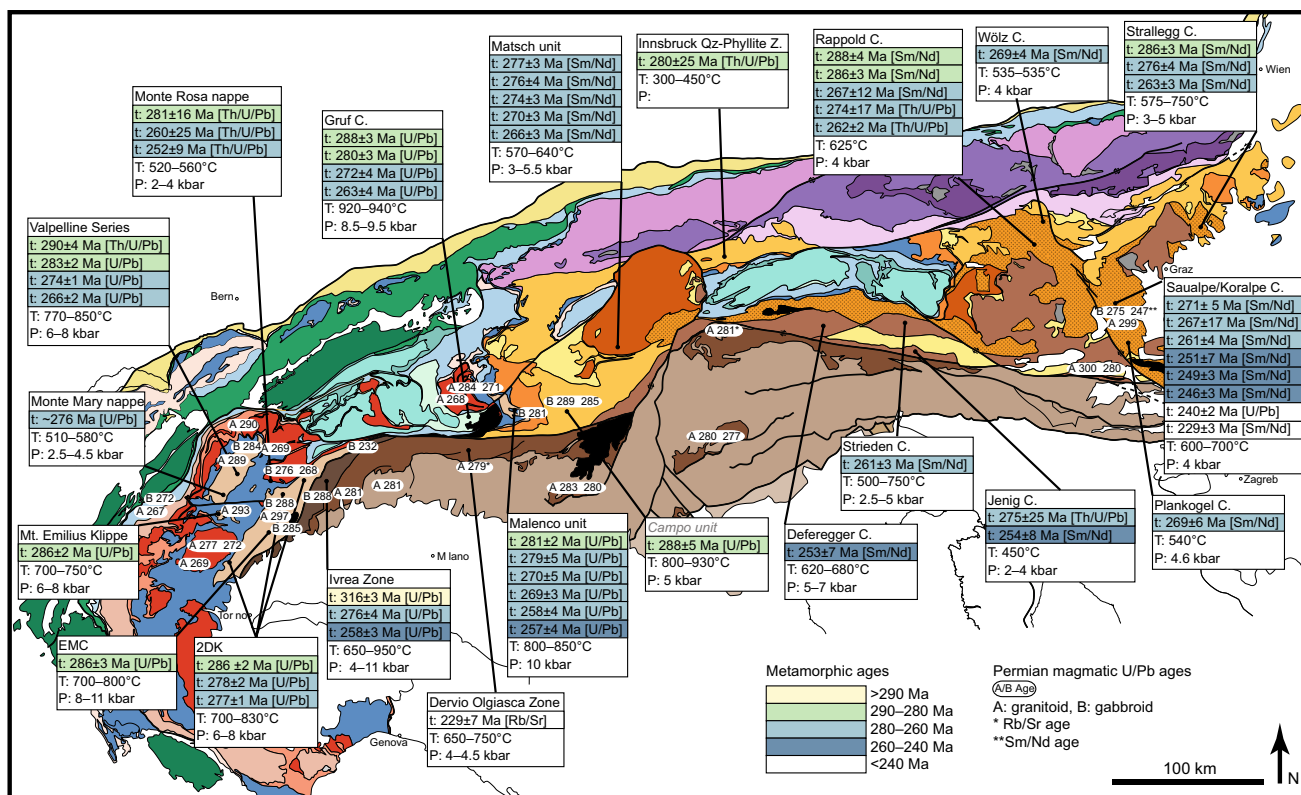 Monte Rosa nappe
t: 281±16 Ma [Th/U/Pb]
t: 260±25 Ma [Th/U/Pb]
t: 252±9 Ma [Th/U/Pb]
T: 520–560°C
P: 2–4 kbar
Gruf C.
t: 288±3 Ma [U/Pb]
t: 280±3 Ma [U/Pb]
t: 272±4 Ma [U/Pb]
t: 263±4 Ma [U/Pb]
T: 920–940°C
P: 8.5–9.5 kbar
Matsch unit
t: 277±3 Ma [Sm/Nd]
t: 276±4 Ma [Sm/Nd]
t: 274±3 Ma [Sm/Nd]
t: 270±3 Ma [Sm/Nd]
t: 266±3 Ma [Sm/Nd]
T: 570–640°C
P: 3–5.5 kbar
Innsbruck Qz-Phyllite Z.
t: 280±25 Ma [Th/U/Pb]
T: 300–450°C
P:
Rappold C.
t: 288±4 Ma [Sm/Nd]
t: 286±3 Ma [Sm/Nd]
t: 267±12 Ma [Sm/Nd]
t: 274±17 Ma [Th/U/Pb]
t: 262±2 Ma [Th/U/Pb]
T: 625°C
P: 4 kbar
Wölz C.
t: 269±4 Ma [Sm/Nd]
T: 535–535°C
P: 4 kbar
Strallegg C.
t: 286±3 Ma [Sm/Nd]
t: 276±4 Ma [Sm/Nd]
t: 263±3 Ma [Sm/Nd]
T: 575–750°C
P: 3–5 kbar
Wien
Valpelline Series
t: 290±4 Ma [Th/U/Pb]
t: 283±2 Ma [U/Pb]
t: 274±1 Ma [U/Pb]
t: 266±2 Ma [U/Pb]
T: 770–850°C
P: 6–8 kbar
Bern
Graz
Saualpe/Koralpe C.
t: 271± 5 Ma [Sm/Nd]
t: 267±17 Ma [Sm/Nd]
t: 261±4 Ma [Sm/Nd]
t: 251±7 Ma [Sm/Nd]
t: 249±3 Ma [Sm/Nd]
t: 246±3 Ma [Sm/Nd]
t: 240±2 Ma [U/Pb]
t: 229±3 Ma [Sm/Nd]
T: 600–700°C
P: 4 kbar
B 275 247**
A 299
A 281*
A 300 280
A 284 271
A 268
B 281
B 289 285
Monte Mary nappe
t: ~276 Ma [U/Pb]
T: 510–580°C
P: 2.5–4.5 kbar
A 290
B 284
A 269
A 289
B 232
B 276 268
A 279*
A 280 277
A 283 280
B 272
A 267
A 293
B 288
A 297
B 285
B 288
A 281
A 281
A 277 272
A 269
Strieden C.
t: 261±3 Ma [Sm/Nd]
T: 500–750°C
P: 2.5–5 kbar
Zagreb
Plankogel C.
t: 269±6 Ma [Sm/Nd]
T: 540°C
P: 4.6 kbar
Jenig C.
t: 275±25 Ma [Th/U/Pb]
t: 254±8 Ma [Sm/Nd]
T: 450°C
P: 2–4 kbar
Deferegger C.
t: 253±7 Ma [Sm/Nd]
T: 620–680°C
P: 5–7 kbar
Campo unit
t: 288±5 Ma [U/Pb]
T: 800–930°C
P: 5 kbar
Malenco unit
t: 281±2 Ma [U/Pb]
t: 279±5 Ma [U/Pb]
t: 270±5 Ma [U/Pb]
t: 269±3 Ma [U/Pb]
t: 258±4 Ma [U/Pb]
t: 257±4 Ma [U/Pb]
T: 800–850°C
P: 10 kbar
M lano
Mt. Emilius Klippe
t: 286±2 Ma [U/Pb]
T: 700–750°C
P: 6–8 kbar
Ivrea Zone
t: 316±3 Ma [U/Pb]
t: 276±4 Ma [U/Pb]
t: 258±3 Ma [U/Pb]
T: 650–950°C
P: 4–11 kbar
Tor no
EMC
t: 286±3 Ma [U/Pb]
T: 700–800°C
P: 8–11 kbar
2DK
t: 286 ±2 Ma [U/Pb]
t: 278±2 Ma [U/Pb]
t: 277±1 Ma [U/Pb]
T: 700–830°C
P: 6–8 kbar
Dervio Olgiasca Zone
t: 229±7 Ma [Rb/Sr]
T: 650–750°C
P: 4–4.5 kbar
Genova
Metamorphic ages
>290 Ma
290–280 Ma
280–260 Ma
260–240 Ma
<240 Ma
Permian magmatic U/Pb ages
A/B Age
A: granitoid, B: gabbroid
* Rb/Sr age
**Sm/Nd age
100 km
N